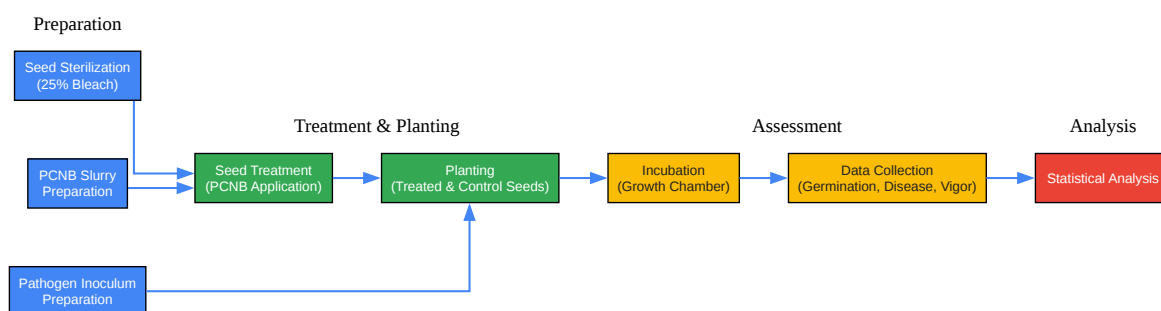 Preparation
Seed Sterilization
(25% Bleach)
Treatment & Planting
Assessment
Analysis
PCNB Slurry
Preparation
Seed Treatment
(PCNB Application)
Planting
(Treated & Control Seeds)
Incubation
(Growth Chamber)
Data Collection
(Germination, Disease, Vigor)
Statistical Analysis
Pathogen Inoculum
Preparation